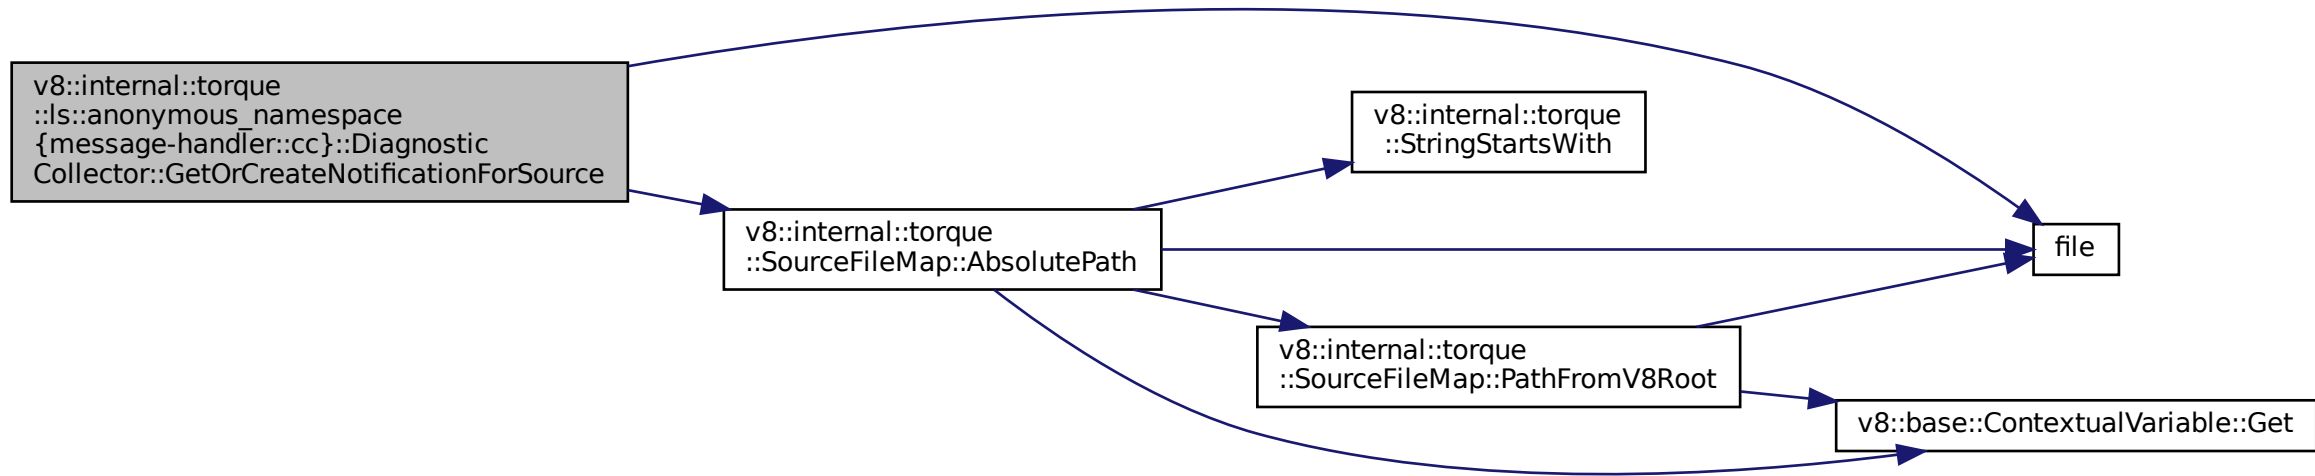 v8::internal::torque
::ls::anonymous_namespace
{message-handler::cc}::Diagnostic
Collector::GetOrCreateNotificationForSource
v8::internal::torque
::SourceFileMap::AbsolutePath
v8::internal::torque
::StringStartsWith
file
v8::internal::torque
::SourceFileMap::PathFromV8Root
v8::base::ContextualVariable::Get